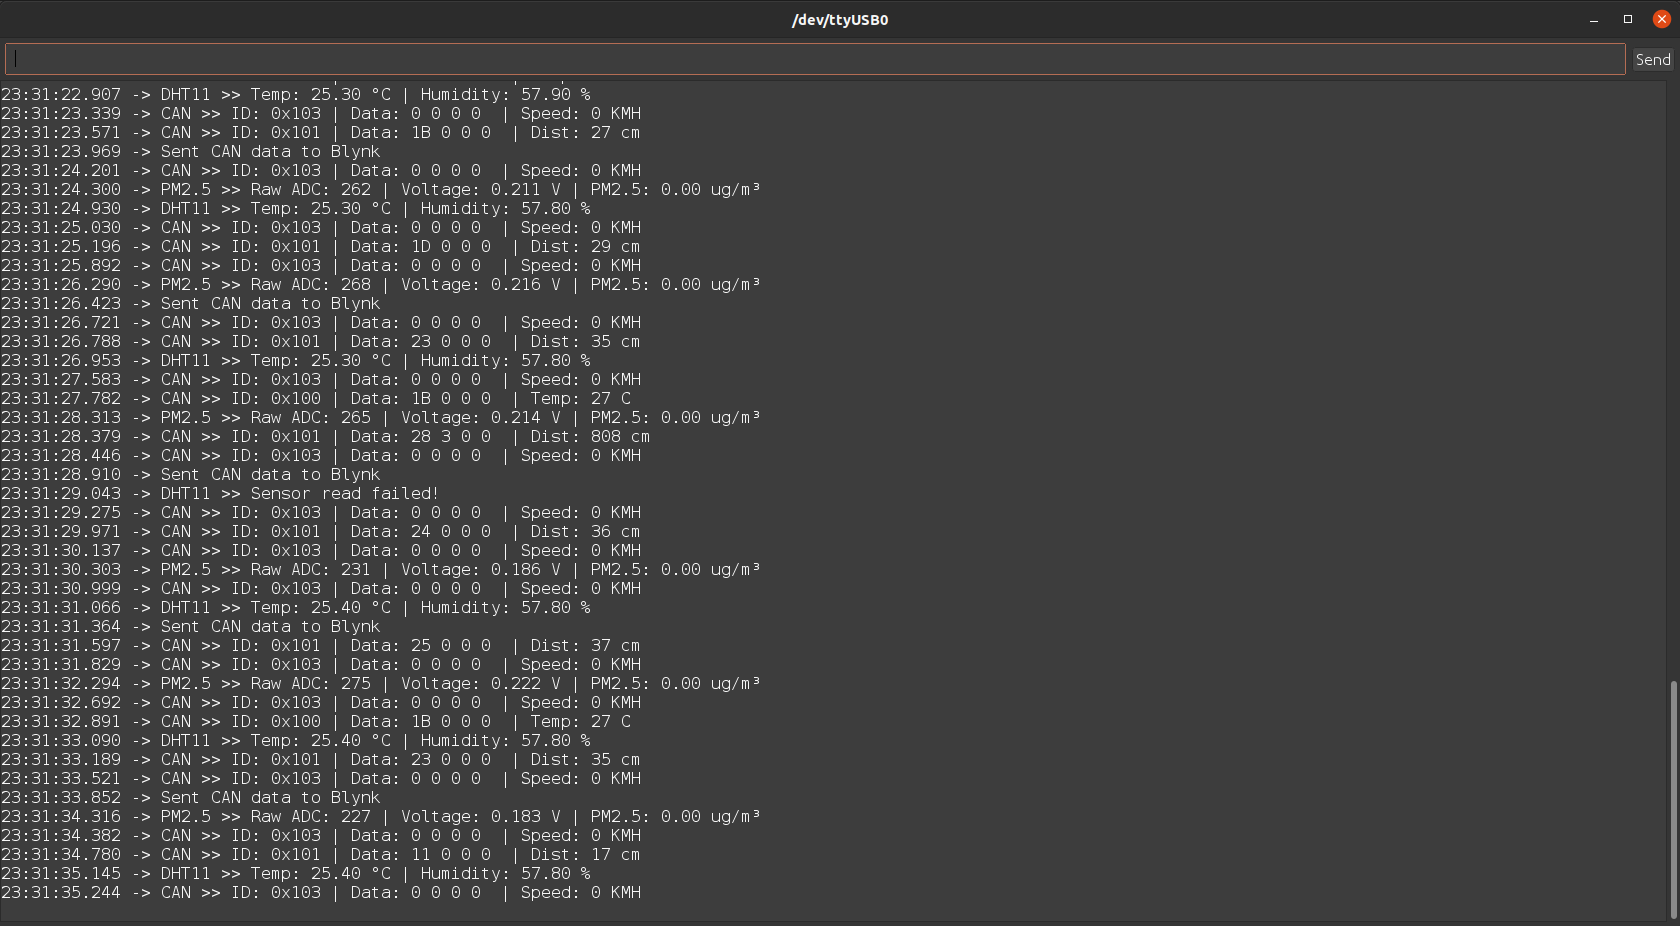 /dev/ttyUSB0
Send
23:31:22.907 -> DHT11 >> Temp: 25.30 °C | Humidity: 57.90 %
23:31:23.339 -> CAN >> ID: 0x103 | Data: 0 0 0 0  | Speed: 0 KMH
23:31:23.571 -> CAN >> ID: 0x101 | Data: 1B 0 0 0  | Dist: 27 cm
23:31:23.969 -> Sent CAN data to Blynk
23:31:24.201 -> CAN >> ID: 0x103 | Data: 0 0 0 0  | Speed: 0 KMH
23:31:24.300 -> PM2.5 >> Raw ADC: 262 | Voltage: 0.211 V | PM2.5: 0.00 ug/m³
23:31:24.930 -> DHT11 >> Temp: 25.30 °C | Humidity: 57.80 %
23:31:25.030 -> CAN >> ID: 0x103 | Data: 0 0 0 0  | Speed: 0 KMH
23:31:25.196 -> CAN >> ID: 0x101 | Data: 1D 0 0 0  | Dist: 29 cm
23:31:25.892 -> CAN >> ID: 0x103 | Data: 0 0 0 0  | Speed: 0 KMH
23:31:26.290 -> PM2.5 >> Raw ADC: 268 | Voltage: 0.216 V | PM2.5: 0.00 ug/m³
23:31:26.423 -> Sent CAN data to Blynk
23:31:26.721 -> CAN >> ID: 0x103 | Data: 0 0 0 0  | Speed: 0 KMH
23:31:26.788 -> CAN >> ID: 0x101 | Data: 23 0 0 0  | Dist: 35 cm
23:31:26.953 -> DHT11 >> Temp: 25.30 °C | Humidity: 57.80 %
23:31:27.583 -> CAN >> ID: 0x103 | Data: 0 0 0 0  | Speed: 0 KMH
23:31:27.782 -> CAN >> ID: 0x100 | Data: 1B 0 0 0  | Temp: 27 C
23:31:28.313 -> PM2.5 >> Raw ADC: 265 | Voltage: 0.214 V | PM2.5: 0.00 ug/m³
23:31:28.379 -> CAN >> ID: 0x101 | Data: 28 3 0 0  | Dist: 808 cm
23:31:28.446 -> CAN >> ID: 0x103 | Data: 0 0 0 0  | Speed: 0 KMH
23:31:28.910 -> Sent CAN data to Blynk
23:31:29.043 -> DHT11 >> Sensor read failed!
23:31:29.275 -> CAN >> ID: 0x103 | Data: 0 0 0 0  | Speed: 0 KMH
23:31:29.971 -> CAN >> ID: 0x101 | Data: 24 0 0 0  | Dist: 36 cm
23:31:30.137 -> CAN >> ID: 0x103 | Data: 0 0 0 0  | Speed: 0 KMH
23:31:30.303 -> PM2.5 >> Raw ADC: 231 | Voltage: 0.186 V | PM2.5: 0.00 ug/m³
23:31:30.999 -> CAN >> ID: 0x103 | Data: 0 0 0 0  | Speed: 0 KMH
23:31:31.066 -> DHT11 >> Temp: 25.40 °C | Humidity: 57.80 %
23:31:31.364 -> Sent CAN data to Blynk
23:31:31.597 -> CAN >> ID: 0x101 | Data: 25 0 0 0  | Dist: 37 cm
23:31:31.829 -> CAN >> ID: 0x103 | Data: 0 0 0 0  | Speed: 0 KMH
23:31:32.294 -> PM2.5 >> Raw ADC: 275 | Voltage: 0.222 V | PM2.5: 0.00 ug/m³
23:31:32.692 -> CAN >> ID: 0x103 | Data: 0 0 0 0  | Speed: 0 KMH
23:31:32.891 -> CAN >> ID: 0x100 | Data: 1B 0 0 0  | Temp: 27 C
23:31:33.090 -> DHT11 >> Temp: 25.40 °C | Humidity: 57.80 %
23:31:33.189 -> CAN >> ID: 0x101 | Data: 23 0 0 0  | Dist: 35 cm
23:31:33.521 -> CAN >> ID: 0x103 | Data: 0 0 0 0  | Speed: 0 KMH
23:31:33.852 -> Sent CAN data to Blynk
23:31:34.316 -> PM2.5 >> Raw ADC: 227 | Voltage: 0.183 V | PM2.5: 0.00 ug/m³
23:31:34.382 -> CAN >> ID: 0x103 | Data: 0 0 0 0  | Speed: 0 KMH
23:31:34.780 -> CAN >> ID: 0x101 | Data: 11 0 0 0  | Dist: 17 cm
23:31:35.145 -> DHT11 >> Temp: 25.40 °C | Humidity: 57.80 %
23:31:35.244 -> CAN >> ID: 0x103 | Data: 0 0 0 0  | Speed: 0 KMH